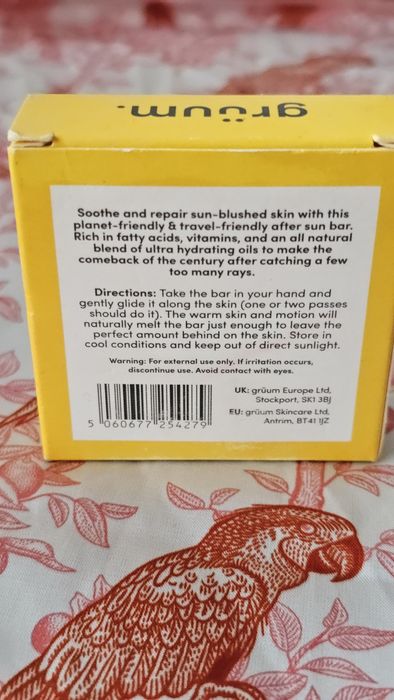 grüum.
Soothe and repair sun-blushed skin with this
planet-friendly & travel-friendly after sun bar.
Rich in fatty acids, vitamins, and an all natural
blend of ultra hydrating oils to make the
comeback of the century after catching a few
too many rays.
Directions: Take the bar in your hand and
gently glide it along the skin (one or two passes
should do it). The warm skin and motion will
naturally melt the bar just enough to leave the
perfect amount behind on the skin. Store in
cool conditions and keep out of direct sunlight.
Warning: For external use only. If irritation occurs,
discontinue use. Avoid contact with eyes.
UK: grüum Europe Ltd,
Stockport, SK1 3BJ
EU: grüum Skincare Ltd,
Antrim, BT41 1JZ
5 060677 254279